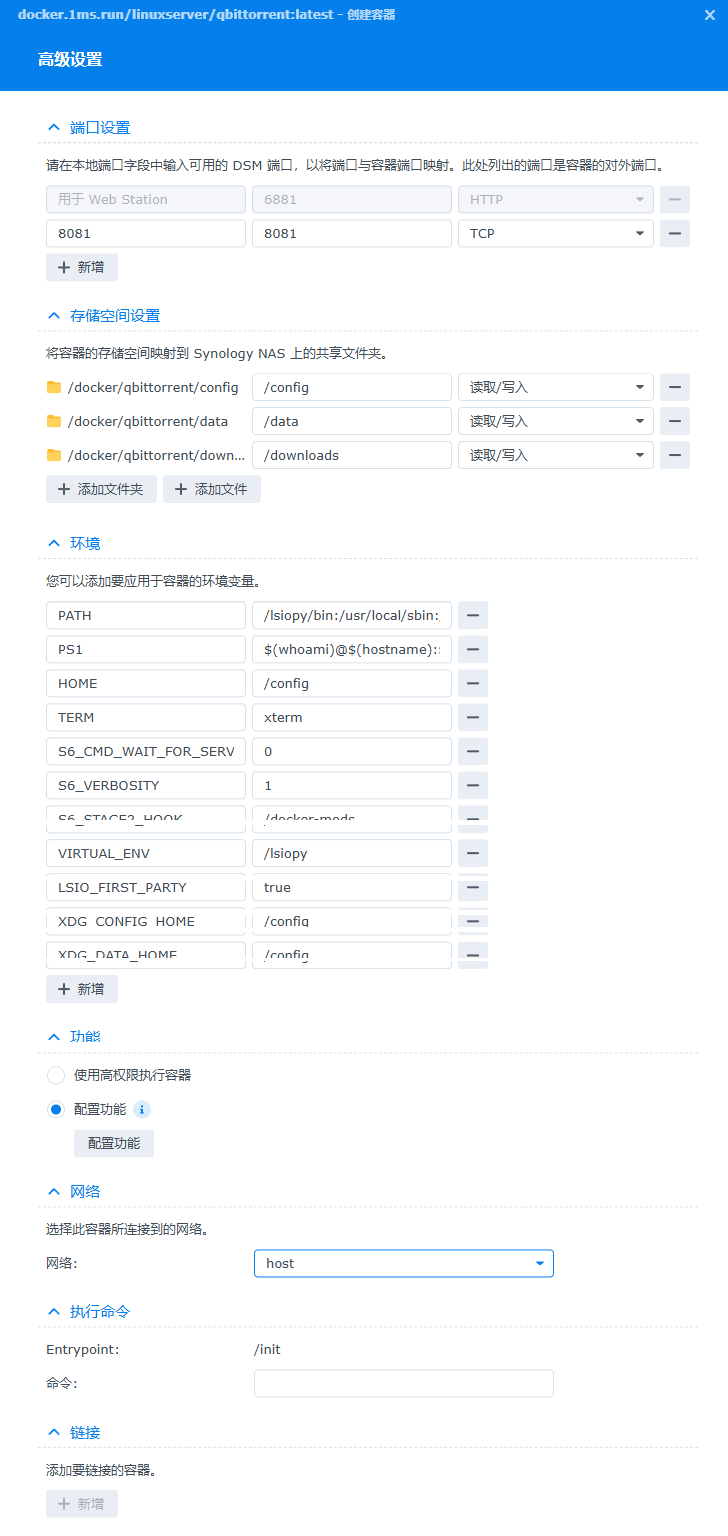 docker.1ms.run/linuxserver/qbittorrent:latest - 创建容器
高级设置
端口设置
请在本地端口字段中输入可用的 DSM 端口，以将端口与容器端口映射。此处列出的端口是容器的对外端口。
用于 Web Station 6881 HTTP
8081 8081 TCP
新增
存储空间设置
将容器的存储空间映射到 Synology NAS 上的共享文件夹。
/docker/qbittorrent/config /config 读取/写入
/docker/qbittorrent/data /data 读取/写入
/docker/qbittorrent/down... /downloads 读取/写入
添加文件夹 添加文件
环境
您可以添加要应用于容器的环境变量。
PATH /lsiopy/bin:/usr/local/sbin:
PS1 $(whoami)@$(hostname):
HOME /config
TERM xterm
S6_CMD_WAIT_FOR_SERV 0
S6_VERBOSITY 1
S6_STAGE2_HOOK /docker-mods
VIRTUAL_ENV /lsiopy
LSIO_FIRST_PARTY true
XDG_CONFIG_HOME /config
XDG_DATA_HOME /config
新增
功能
使用高权限执行容器
配置功能 i
配置功能
网络
选择此容器所连接到的网络。
网络: host
执行命令
Entrypoint: /init
命令:
链接
添加要链接的容器。
新增